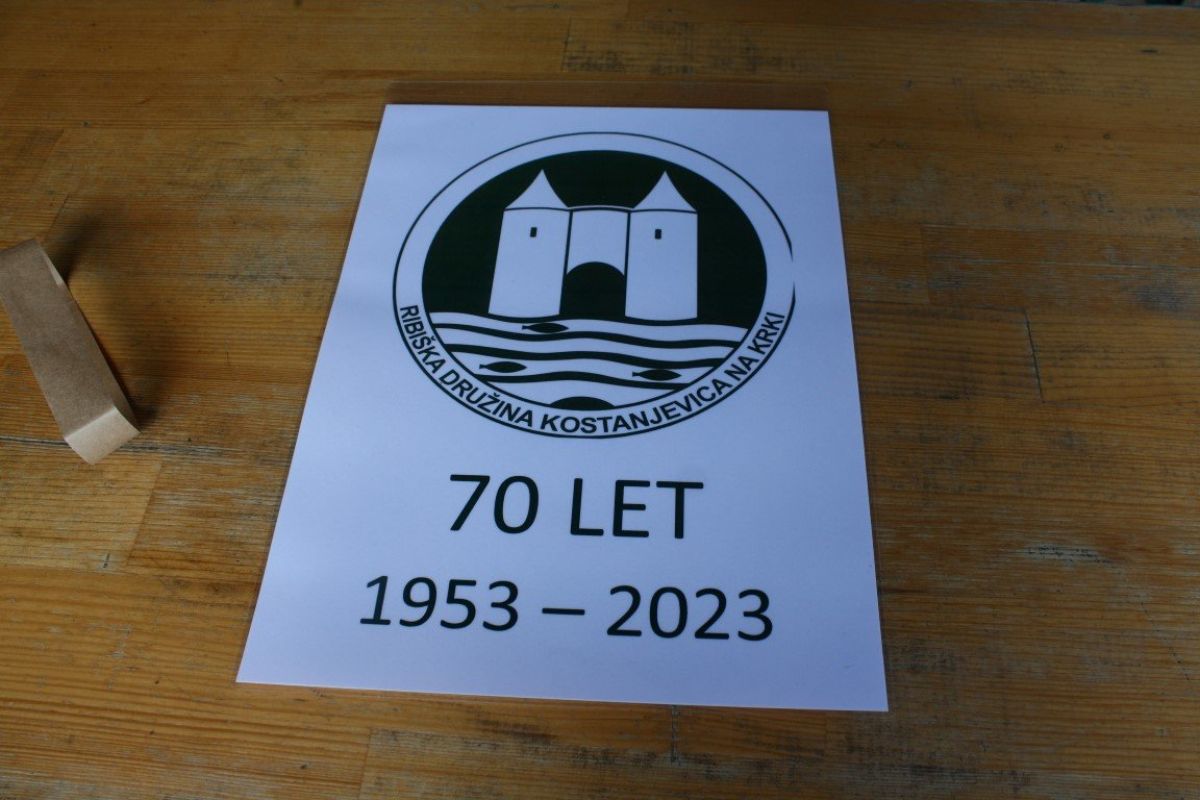 RIBIŠKA DRUŽINA KOSTANJEVICA NA KRKI
70 LET
1953 – 2023